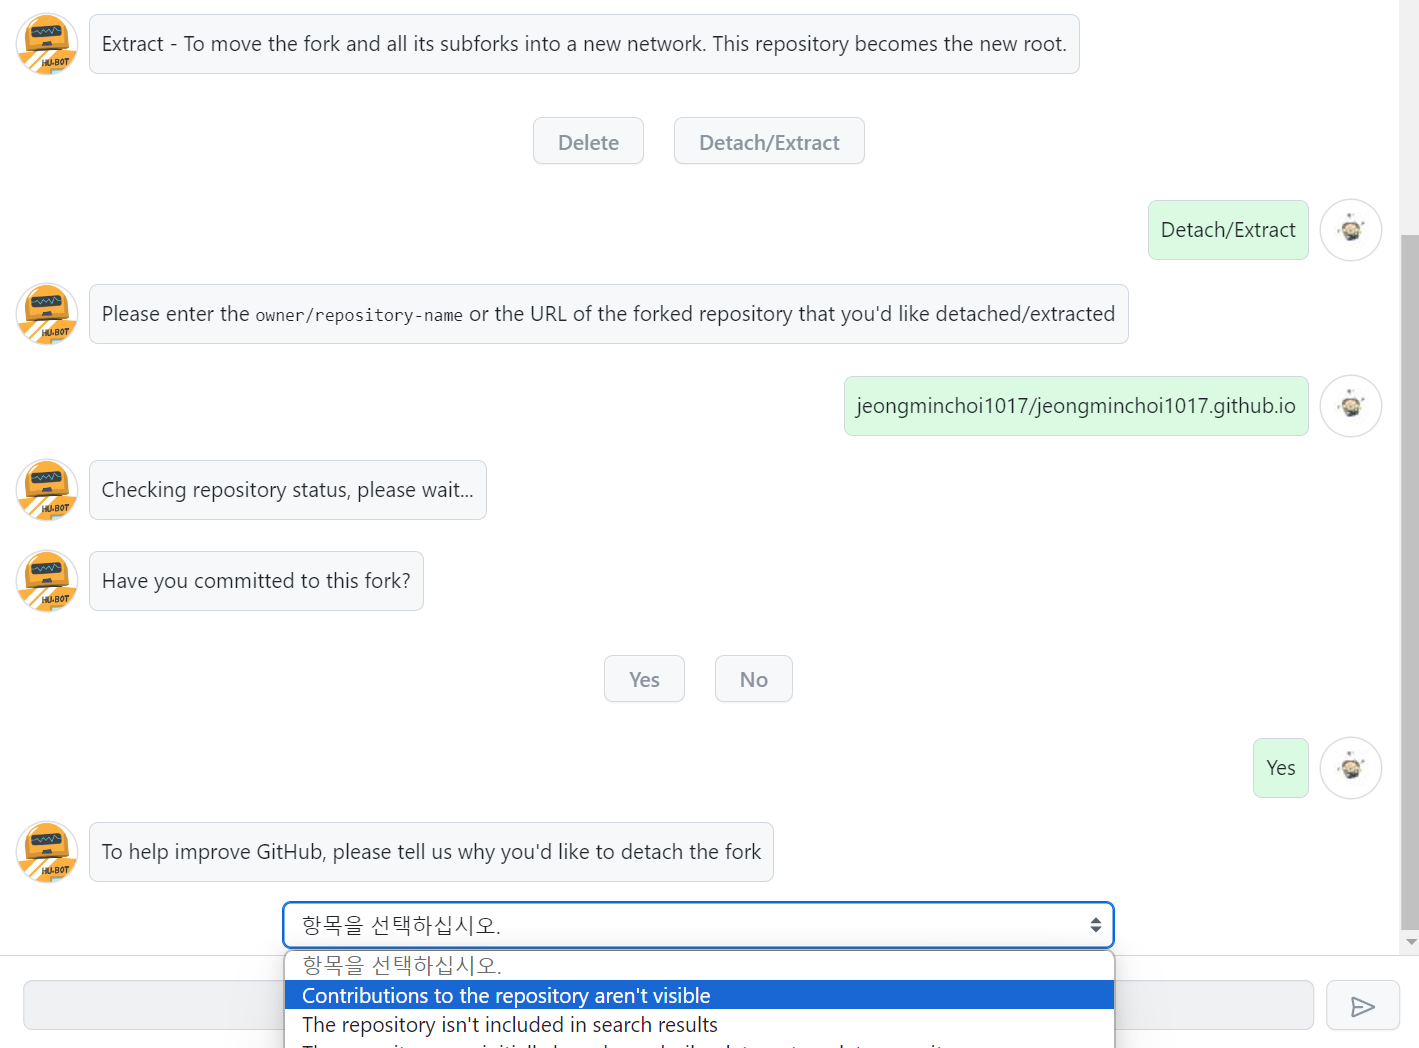 HU-BOT
Extract - To move the fork and all its subforks into a new network. This repository becomes the new root.
Delete
Detach/Extract
Detach/Extract
HU-BOT
Please enter the owner/repository-name or the URL of the forked repository that you'd like detached/extracted
jeongminchoi1017/jeongminchoi1017.github.io
HU-BOT
Checking repository status, please wait...
HU-BOT
Have you committed to this fork?
Yes
No
Yes
HU-BOT
To help improve GitHub, please tell us why you'd like to detach the fork
항목을 선택하십시오.
항목을 선택하십시오.
Contributions to the repository aren't visible
The repository isn't included in search results